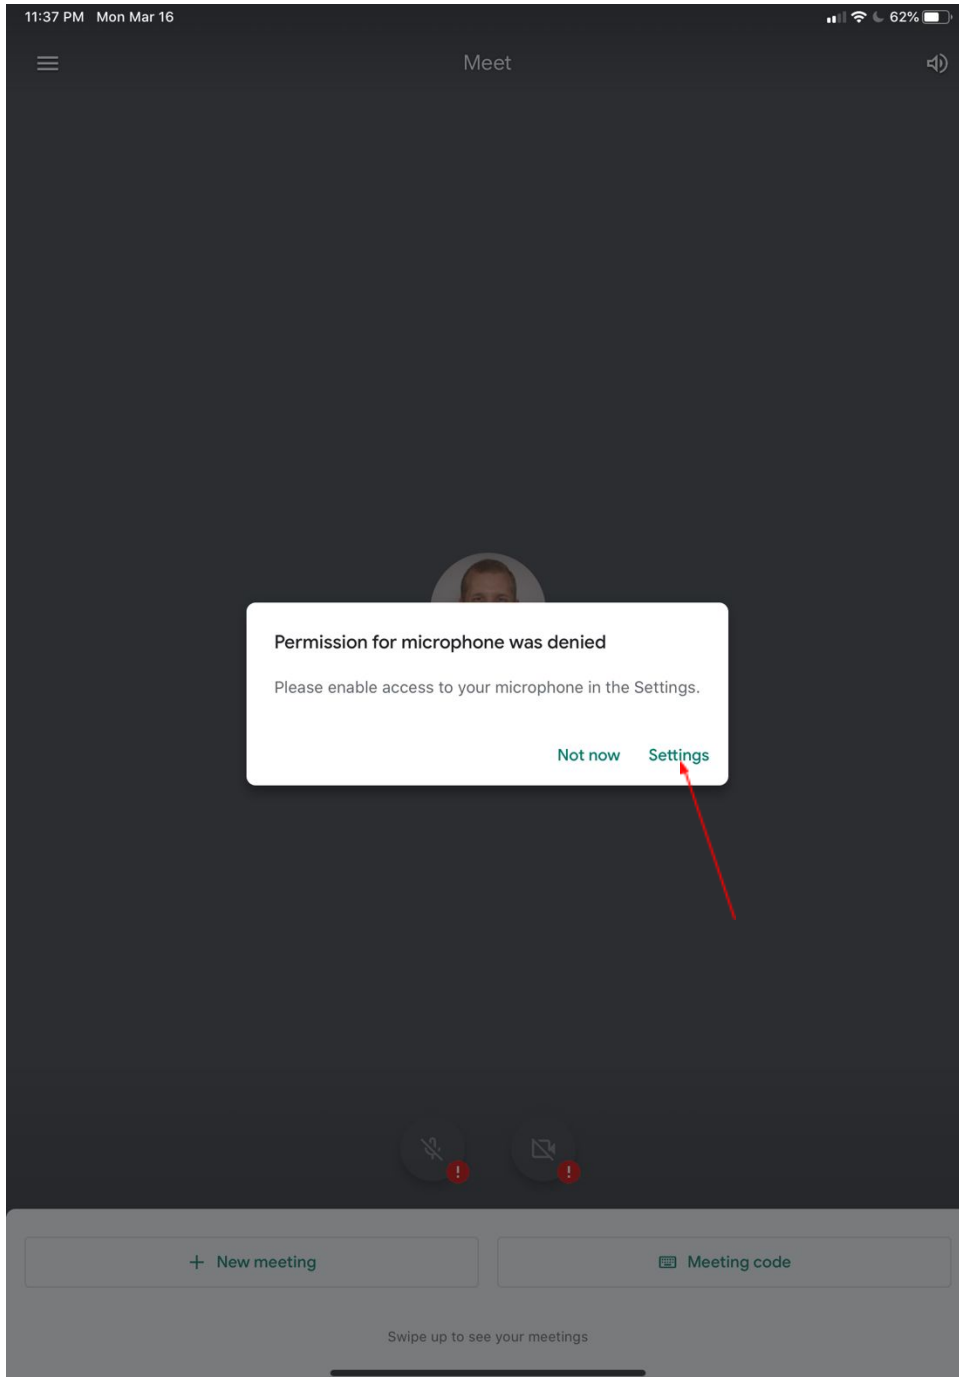 11:37 PM Mon Mar 16 62%
Meet
Permission for microphone was denied
Please enable access to your microphone in the Settings.
Not now Settings
+ New meeting Meeting code
Swipe up to see your meetings